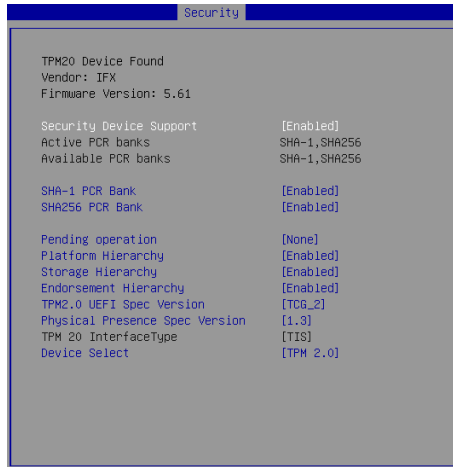 Security
TPM20 Device Found
Vendor: IFX
Firmware Version: 5.61
Security Device Support [Enabled]
Active PCR banks SHA-1,SHA256
Available PCR banks SHA-1,SHA256
SHA-1 PCR Bank [Enabled]
SHA256 PCR Bank [Enabled]
Pending operation [None]
Platform Hierarchy [Enabled]
Storage Hierarchy [Enabled]
Endorsement Hierarchy [Enabled]
TPM2.0 UEFI Spec Version [TCG_2]
Physical Presence Spec Version [1.3]
TPM 20 InterfaceType [TIS]
Device Select [TPM 2.0]